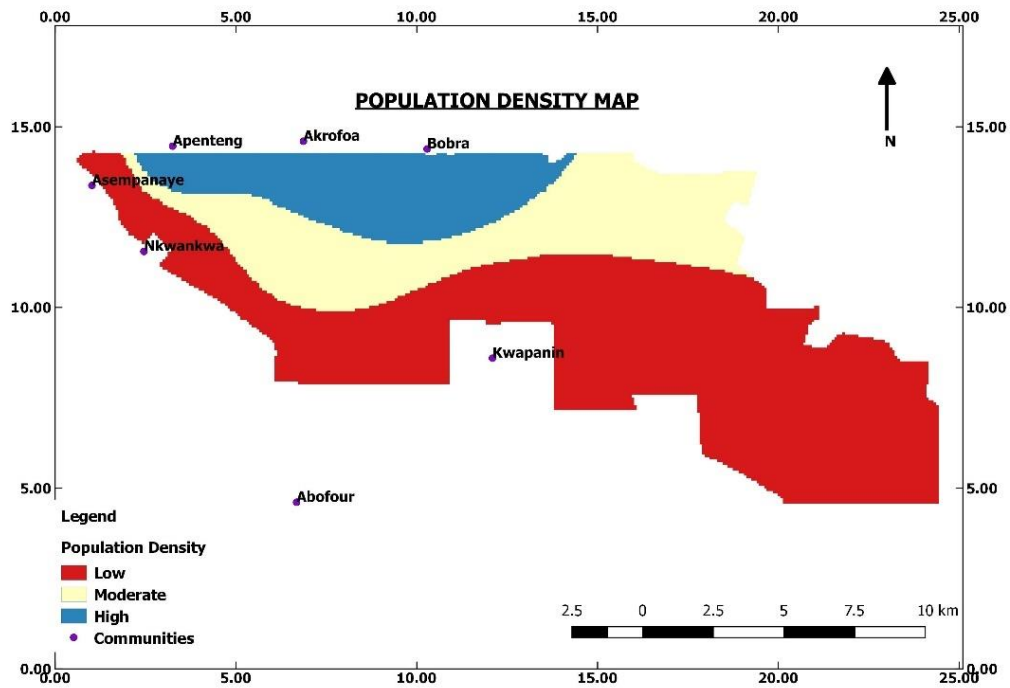 0.00 5.00 10.00 15.00 20.00 25.00
POPULATION DENSITY MAP
N
15.00 15.00
Apenteng Akrofoa Bobra
Asempanaye
Nkwankwa
10.00 10.00
Kwapanin
5.00 5.00
Abofour
Legend
Population Density
Low
Moderate
High
Communities
2.5 0 2.5 5 7.5 10 km
0.00 0.00
0.00 5.00 10.00 15.00 20.00 25.00